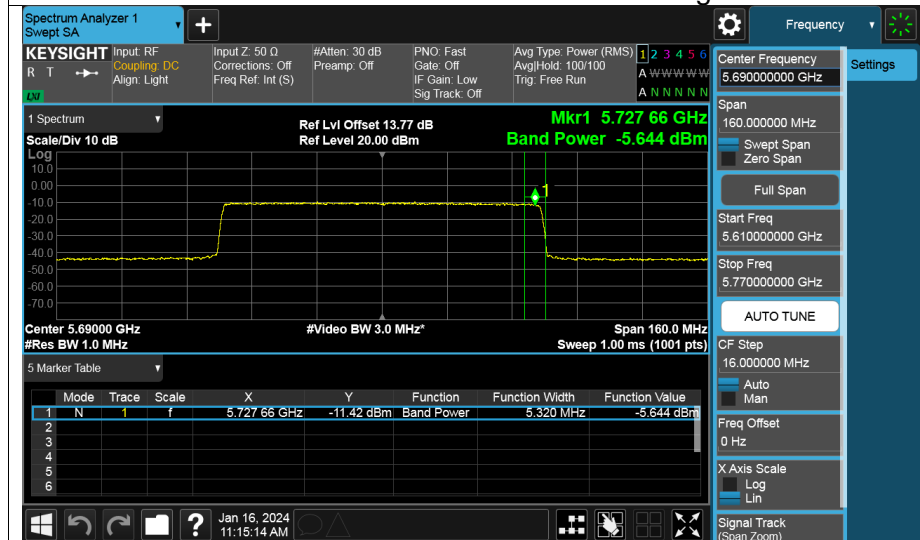 Spectrum Analyzer 1
Swept SA
+
Frequency
KEYSIGHT
R T
LXI
Input: RF
Coupling: DC
Align: Light
Input Z: 50 Ω
Corrections: Off
Freq Ref: Int (S)
#Atten: 30 dB
Preamp: Off
PNO: Fast
Gate: Off
IF Gain: Low
Sig Track: Off
Avg Type: Power (RMS)
Avg|Hold: 100/100
Trig: Free Run
1 2 3 4 5 6
A W W W W W
A N N N N N
1 Spectrum
Scale/Div 10 dB
Ref Lvl Offset 13.77 dB
Ref Level 20.00 dBm
Mkr1 5.727 66 GHz
Band Power -5.644 dBm
Log
10.0
0.00
-10.0
-20.0
-30.0
-40.0
-50.0
-60.0
-70.0
1
Center 5.69000 GHz
#Res BW 1.0 MHz
#Video BW 3.0 MHz*
Span 160.0 MHz
Sweep 1.00 ms (1001 pts)
5 Marker Table
Mode Trace Scale X Y Function Function Width Function Value
1 N 1 f 5.727 66 GHz -11.42 dBm Band Power 5.320 MHz -5.644 dBm
2
3
4
5
6
?
Jan 16, 2024
11:15:14 AM
Center Frequency
5.690000000 GHz
Span
160.000000 MHz
Swept Span
Zero Span
Full Span
Start Freq
5.610000000 GHz
Stop Freq
5.770000000 GHz
AUTO TUNE
CF Step
16.000000 MHz
Auto
Man
Freq Offset
0 Hz
X Axis Scale
Log
Lin
Signal Track
(Span Zoom)
Settings